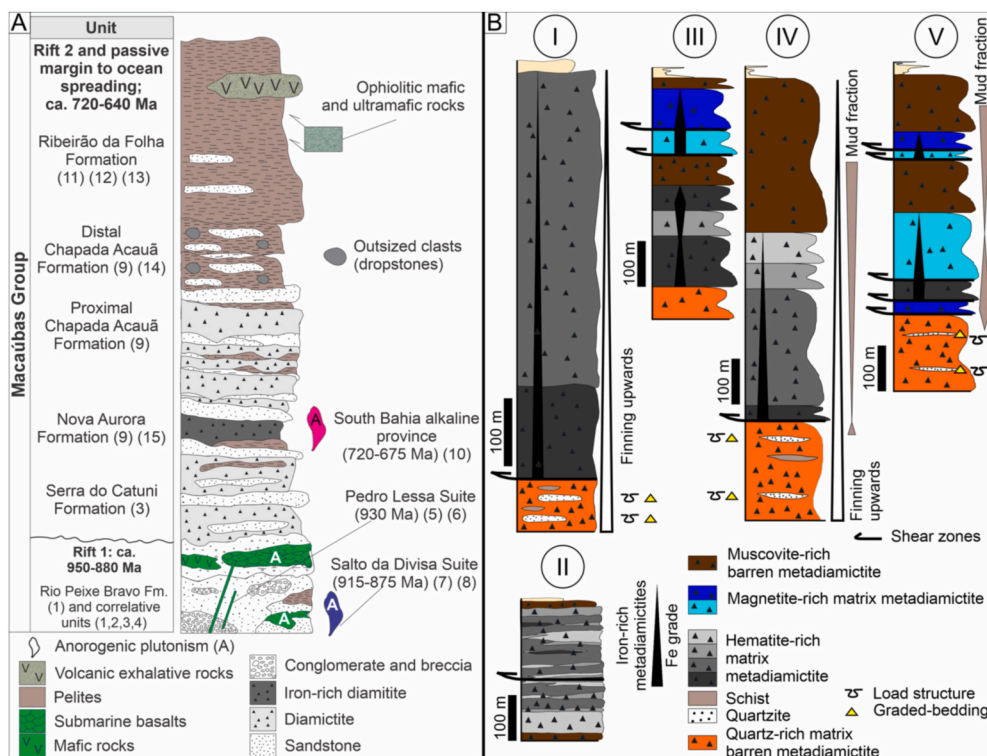 A
Unit
Macaúbas Group
Rift 2 and passive
margin to ocean
spreading;
ca. 720-640 Ma
Ribeirão da Folha
Formation
(11) (12) (13)
Distal
Chapada Acauã
Formation (9) (14)
Proximal
Chapada Acauã
Formation (9)
Nova Aurora
Formation (9) (15)
Serra do Catuni
Formation (3)
Rift 1: ca.
950-880 Ma
Rio Peixe Bravo Fm.
(1) and correlative
units (1,2,3,4)
V V V V V
Ophiolitic mafic
and ultramafic rocks
Outsized clasts
(dropstones)
A
South Bahia alkaline
province
(720-675 Ma) (10)
Pedro Lessa Suite
(930 Ma) (5) (6)
A
Salto da Divisa Suite
(915-875 Ma) (7) (8)
A
A
Anorogenic plutonism (A)
V V
Volcanic exhalative rocks
Pelites
Submarine basalts
V V
Mafic rocks
Conglomerate and breccia
Iron-rich diamitite
Diamictite
Sandstone
B
I
100 m
Finning upwards
II
100 m
III
100 m
IV
100 m
Mud fraction
Finning
upwards
V
100 m
Mud fraction
Shear zones
Iron-rich
metadiamictites
Fe grade
Muscovite-rich
barren metadiamictite
Magnetite-rich matrix metadiamictite
Hematite-rich
matrix
metadiamictite
Schist
Quartzite
Quartz-rich matrix
barren metadiamictite
Load structure
Graded-bedding